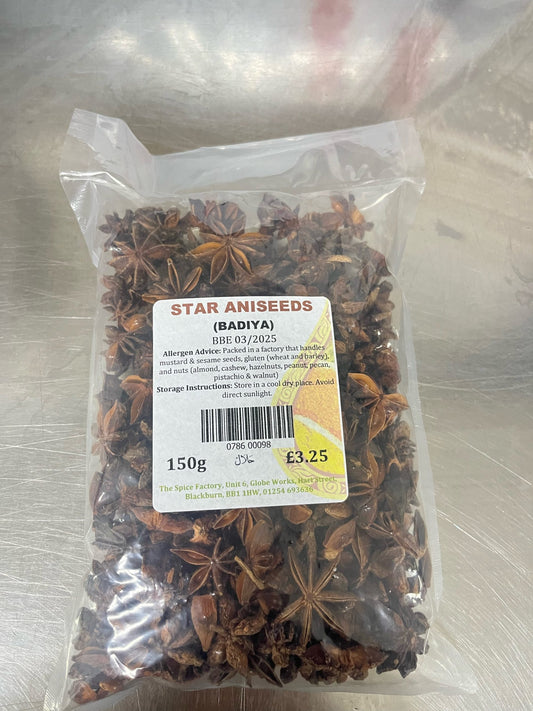 STAR ANISEEDS
(BADIYA)
BBE 03/2025
Allergen Advice: Packed in a factory that handles
mustard & sesame seeds, gluten (wheat and barley),
and nuts (almond, cashew, hazelnuts, peanut, pecan,
pistachio & walnut)
Storage Instructions: Store in a cool dry place. Avoid
direct sunlight.
0786 00098
150g
£3.25
The Spice Factory, Unit 6, Globe Works, Hart Street,
Blackburn, BB1 1HW, 01254 693636